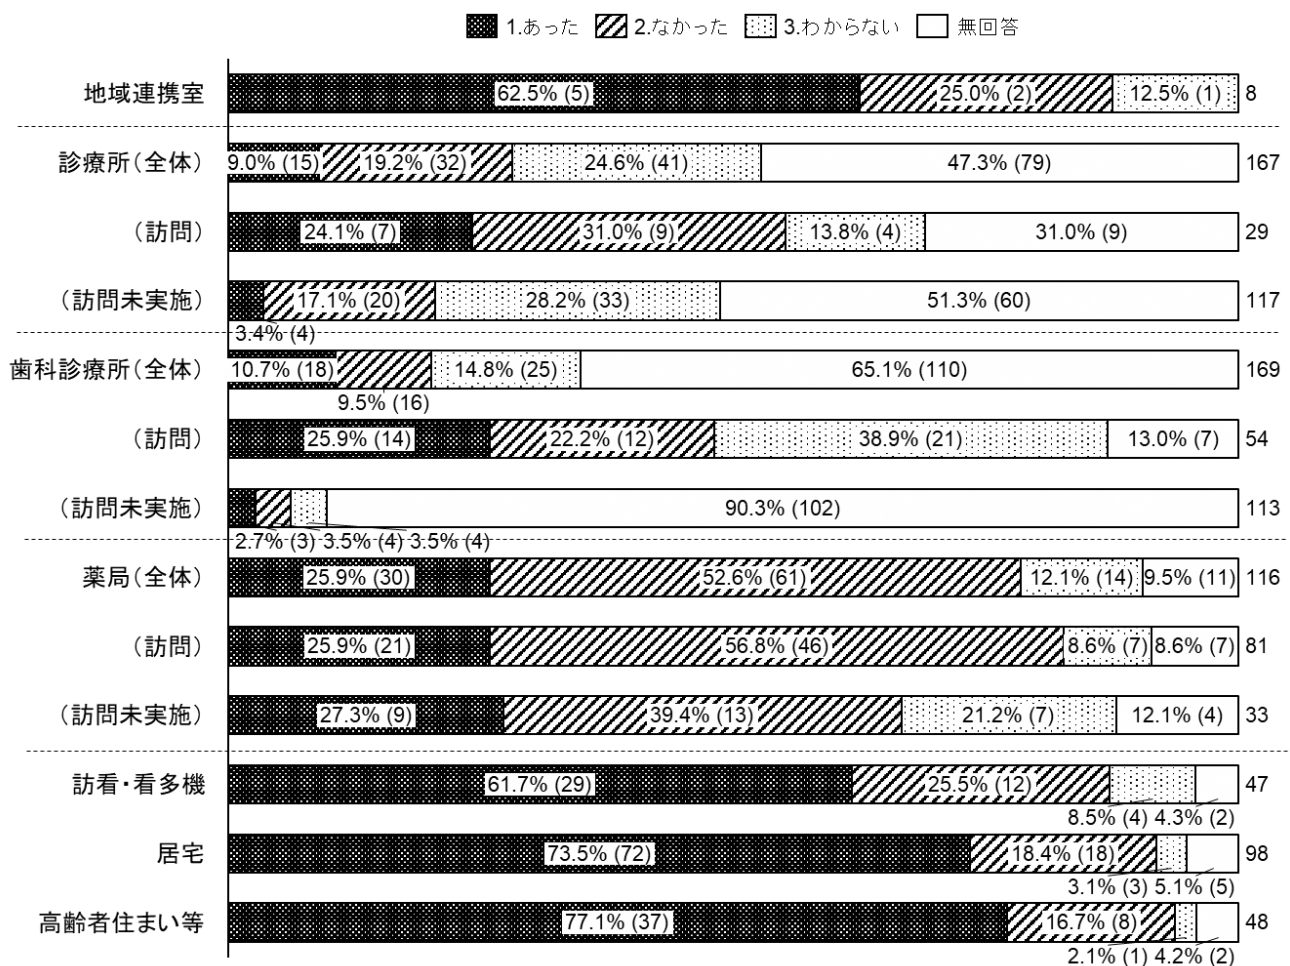 1.あった 2.なかった 3.わからない 無回答
地域連携室 62.5% (5) 25.0% (2) 12.5% (1) 8
診療所(全体) 9.0% (15) 19.2% (32) 24.6% (41) 47.3% (79) 167
(訪問) 24.1% (7) 31.0% (9) 13.8% (4) 31.0% (9) 29
(訪問未実施) 17.1% (20) 28.2% (33) 51.3% (60) 117
3.4% (4)
歯科診療所(全体) 10.7% (18) 14.8% (25) 65.1% (110) 169
9.5% (16)
(訪問) 25.9% (14) 22.2% (12) 38.9% (21) 13.0% (7) 54
(訪問未実施) 90.3% (102) 113
2.7% (3) 3.5% (4) 3.5% (4)
薬局(全体) 25.9% (30) 52.6% (61) 12.1% (14) 9.5% (11) 116
(訪問) 25.9% (21) 56.8% (46) 8.6% (7) 8.6% (7) 81
(訪問未実施) 27.3% (9) 39.4% (13) 21.2% (7) 12.1% (4) 33
訪看・看多機 61.7% (29) 25.5% (12) 47
8.5% (4) 4.3% (2)
居宅 73.5% (72) 18.4% (18) 98
3.1% (3) 5.1% (5)
高齢者住まい等 77.1% (37) 16.7% (8) 48
2.1% (1) 4.2% (2)